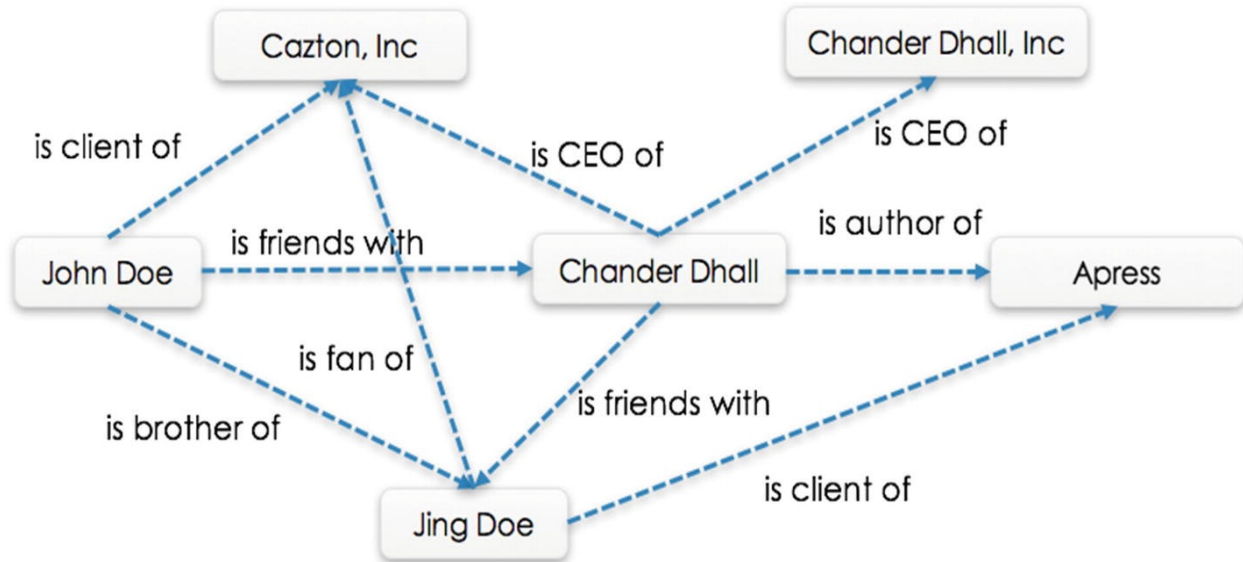 Cazton, Inc
Chander Dhall, Inc
is client of
is CEO of
is CEO of
is friends with
is author of
John Doe
Chander Dhall
Apress
is fan of
is friends with
is brother of
is client of
Jing Doe